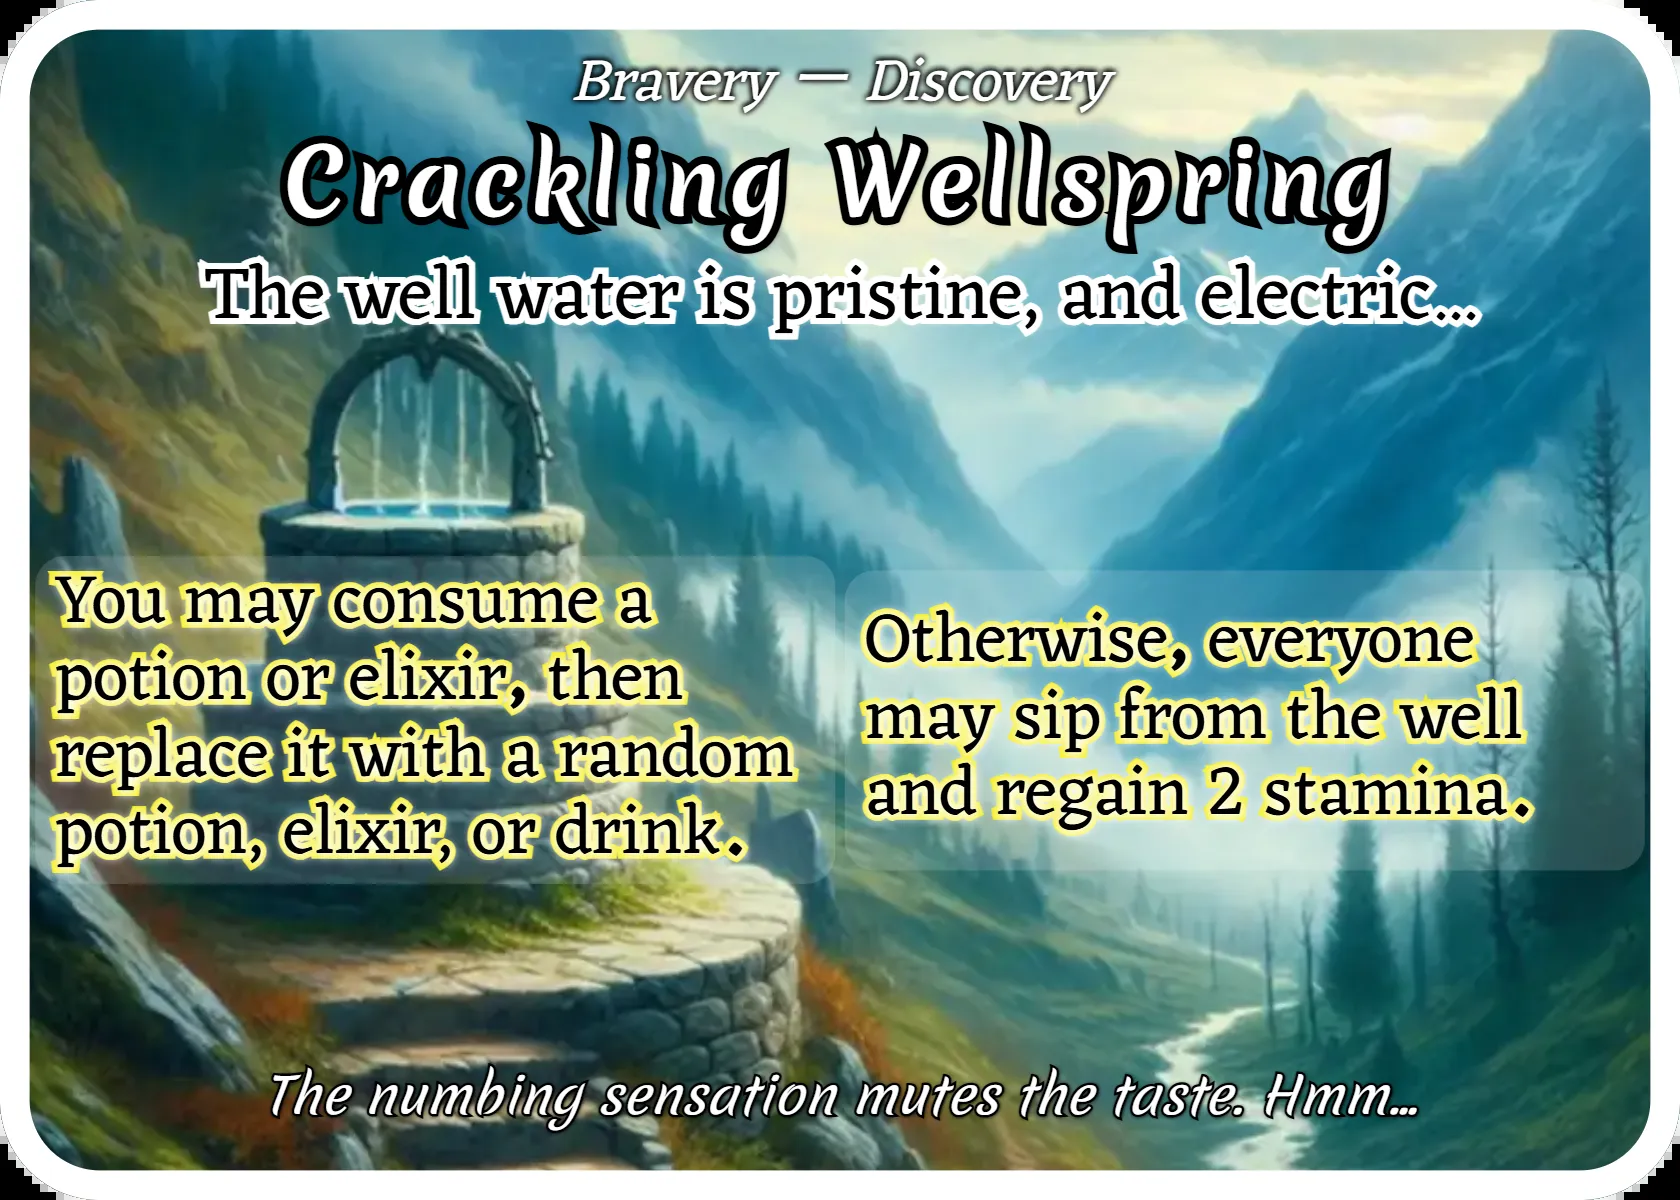 Bravery — Discovery
Crackling Wellspring
The well water is pristine, and electric...
You may consume a
potion or elixir, then
replace it with a random
potion, elixir, or drink.
Otherwise, everyone
may sip from the well
and regain 2 stamina.
The numbing sensation mutes the taste. Hmm...